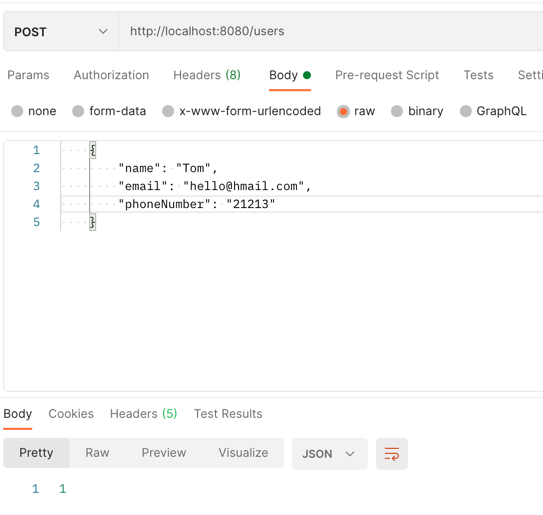 POST http://localhost:8080/users
Params Authorization Headers (8) Body Pre-request Script Tests Setti
none form-data x-www-form-urlencoded raw binary GraphQL
1 {
2 "name": "Tom",
3 "email": "hello@hmail.com",
4 "phoneNumber": "21213"
5 }
Body Cookies Headers (5) Test Results
Pretty Raw Preview Visualize JSON
1 1